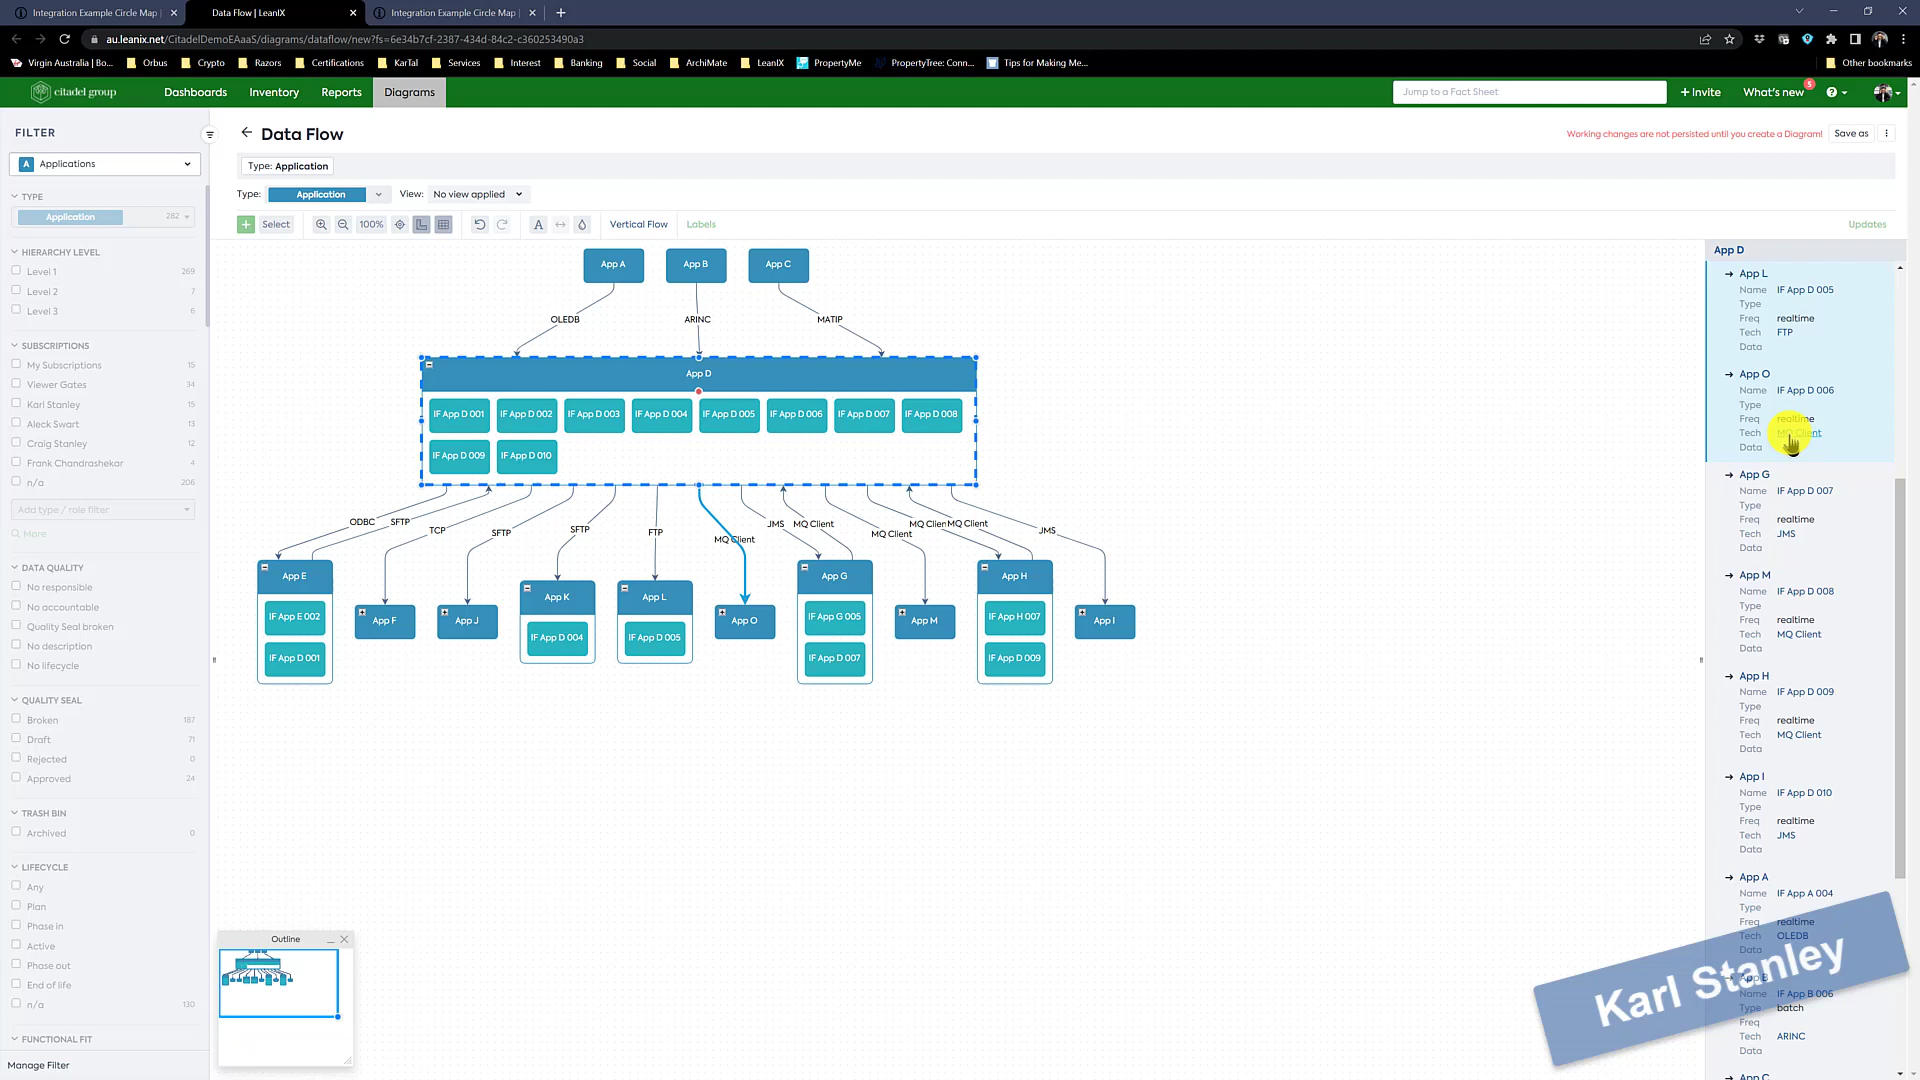 Integration Example Circle Map |
Data Flow | LeanIX
Integration Example Circle Map |
au.leanix.net/CitadelDemoEAaaS/diagrams/dataflow/new?fs=6e34b7cf-2387-434d-84c2-c360253490a3
Virgin Australia | Bo...
Orbus
Crypto
Razors
Certifications
KarTal
Services
Interest
Banking
Social
ArchiMate
LeanIX
PropertyMe
PropertyTree: Conn...
Tips for Making Me...
Other bookmarks
citadel group
Dashboards
Inventory
Reports
Diagrams
Jump to a Fact Sheet
+ Invite
What's new
5
FILTER
A Applications
TYPE
Application 282
HIERARCHY LEVEL
Level 1 269
Level 2 7
Level 3 6
SUBSCRIPTIONS
My Subscriptions 15
Viewer Gates 34
Karl Stanley 15
Aleck Swart 13
Craig Stanley 12
Frank Chandrashekar 4
n/a 206
Add type / role filter
More
DATA QUALITY
No responsible
No accountable
Quality Seal broken
No description
No lifecycle
QUALITY SEAL
Broken 187
Draft 71
Rejected 0
Approved 24
TRASH BIN
Archived 0
LIFECYCLE
Any
Plan
Phase in
Active
Phase out
End of life
n/a 130
FUNCTIONAL FIT
Manage Filter
Data Flow
Working changes are not persisted until you create a Diagram!
Save as
Type: Application
Type: Application
View: No view applied
Select
100%
A
Vertical Flow
Labels
Updates
App A
App B
App C
OLEDB
ARINC
MATIP
App D
IF App D 001
IF App D 002
IF App D 003
IF App D 004
IF App D 005
IF App D 006
IF App D 007
IF App D 008
IF App D 009
IF App D 010
ODBC
SFTP
TCP
SFTP
SFTP
FTP
MQ Client
JMS
MQ Client
MQ Client
MQ Clien
MQ Client
JMS
App E
IF App E 002
IF App D 001
App F
App J
App K
IF App D 004
App L
IF App D 005
App O
App G
IF App G 005
IF App D 007
App M
App H
IF App H 007
IF App D 009
App I
Outline
App D
App L
Name IF App D 005
Type
Freq realtime
Tech FTP
Data
App O
Name IF App D 006
Type
Freq realtime
Tech MQ Client
Data
App G
Name IF App D 007
Type
Freq realtime
Tech JMS
Data
App M
Name IF App D 008
Type
Freq realtime
Tech MQ Client
Data
App H
Name IF App D 009
Type
Freq realtime
Tech MQ Client
Data
App I
Name IF App D 010
Type
Freq realtime
Tech JMS
Data
App A
Name IF App A 004
Type
Freq realtime
Tech OLEDB
Data
App B
Name IF App B 006
Type batch
Freq
Tech ARINC
Data
App C
Karl Stanley